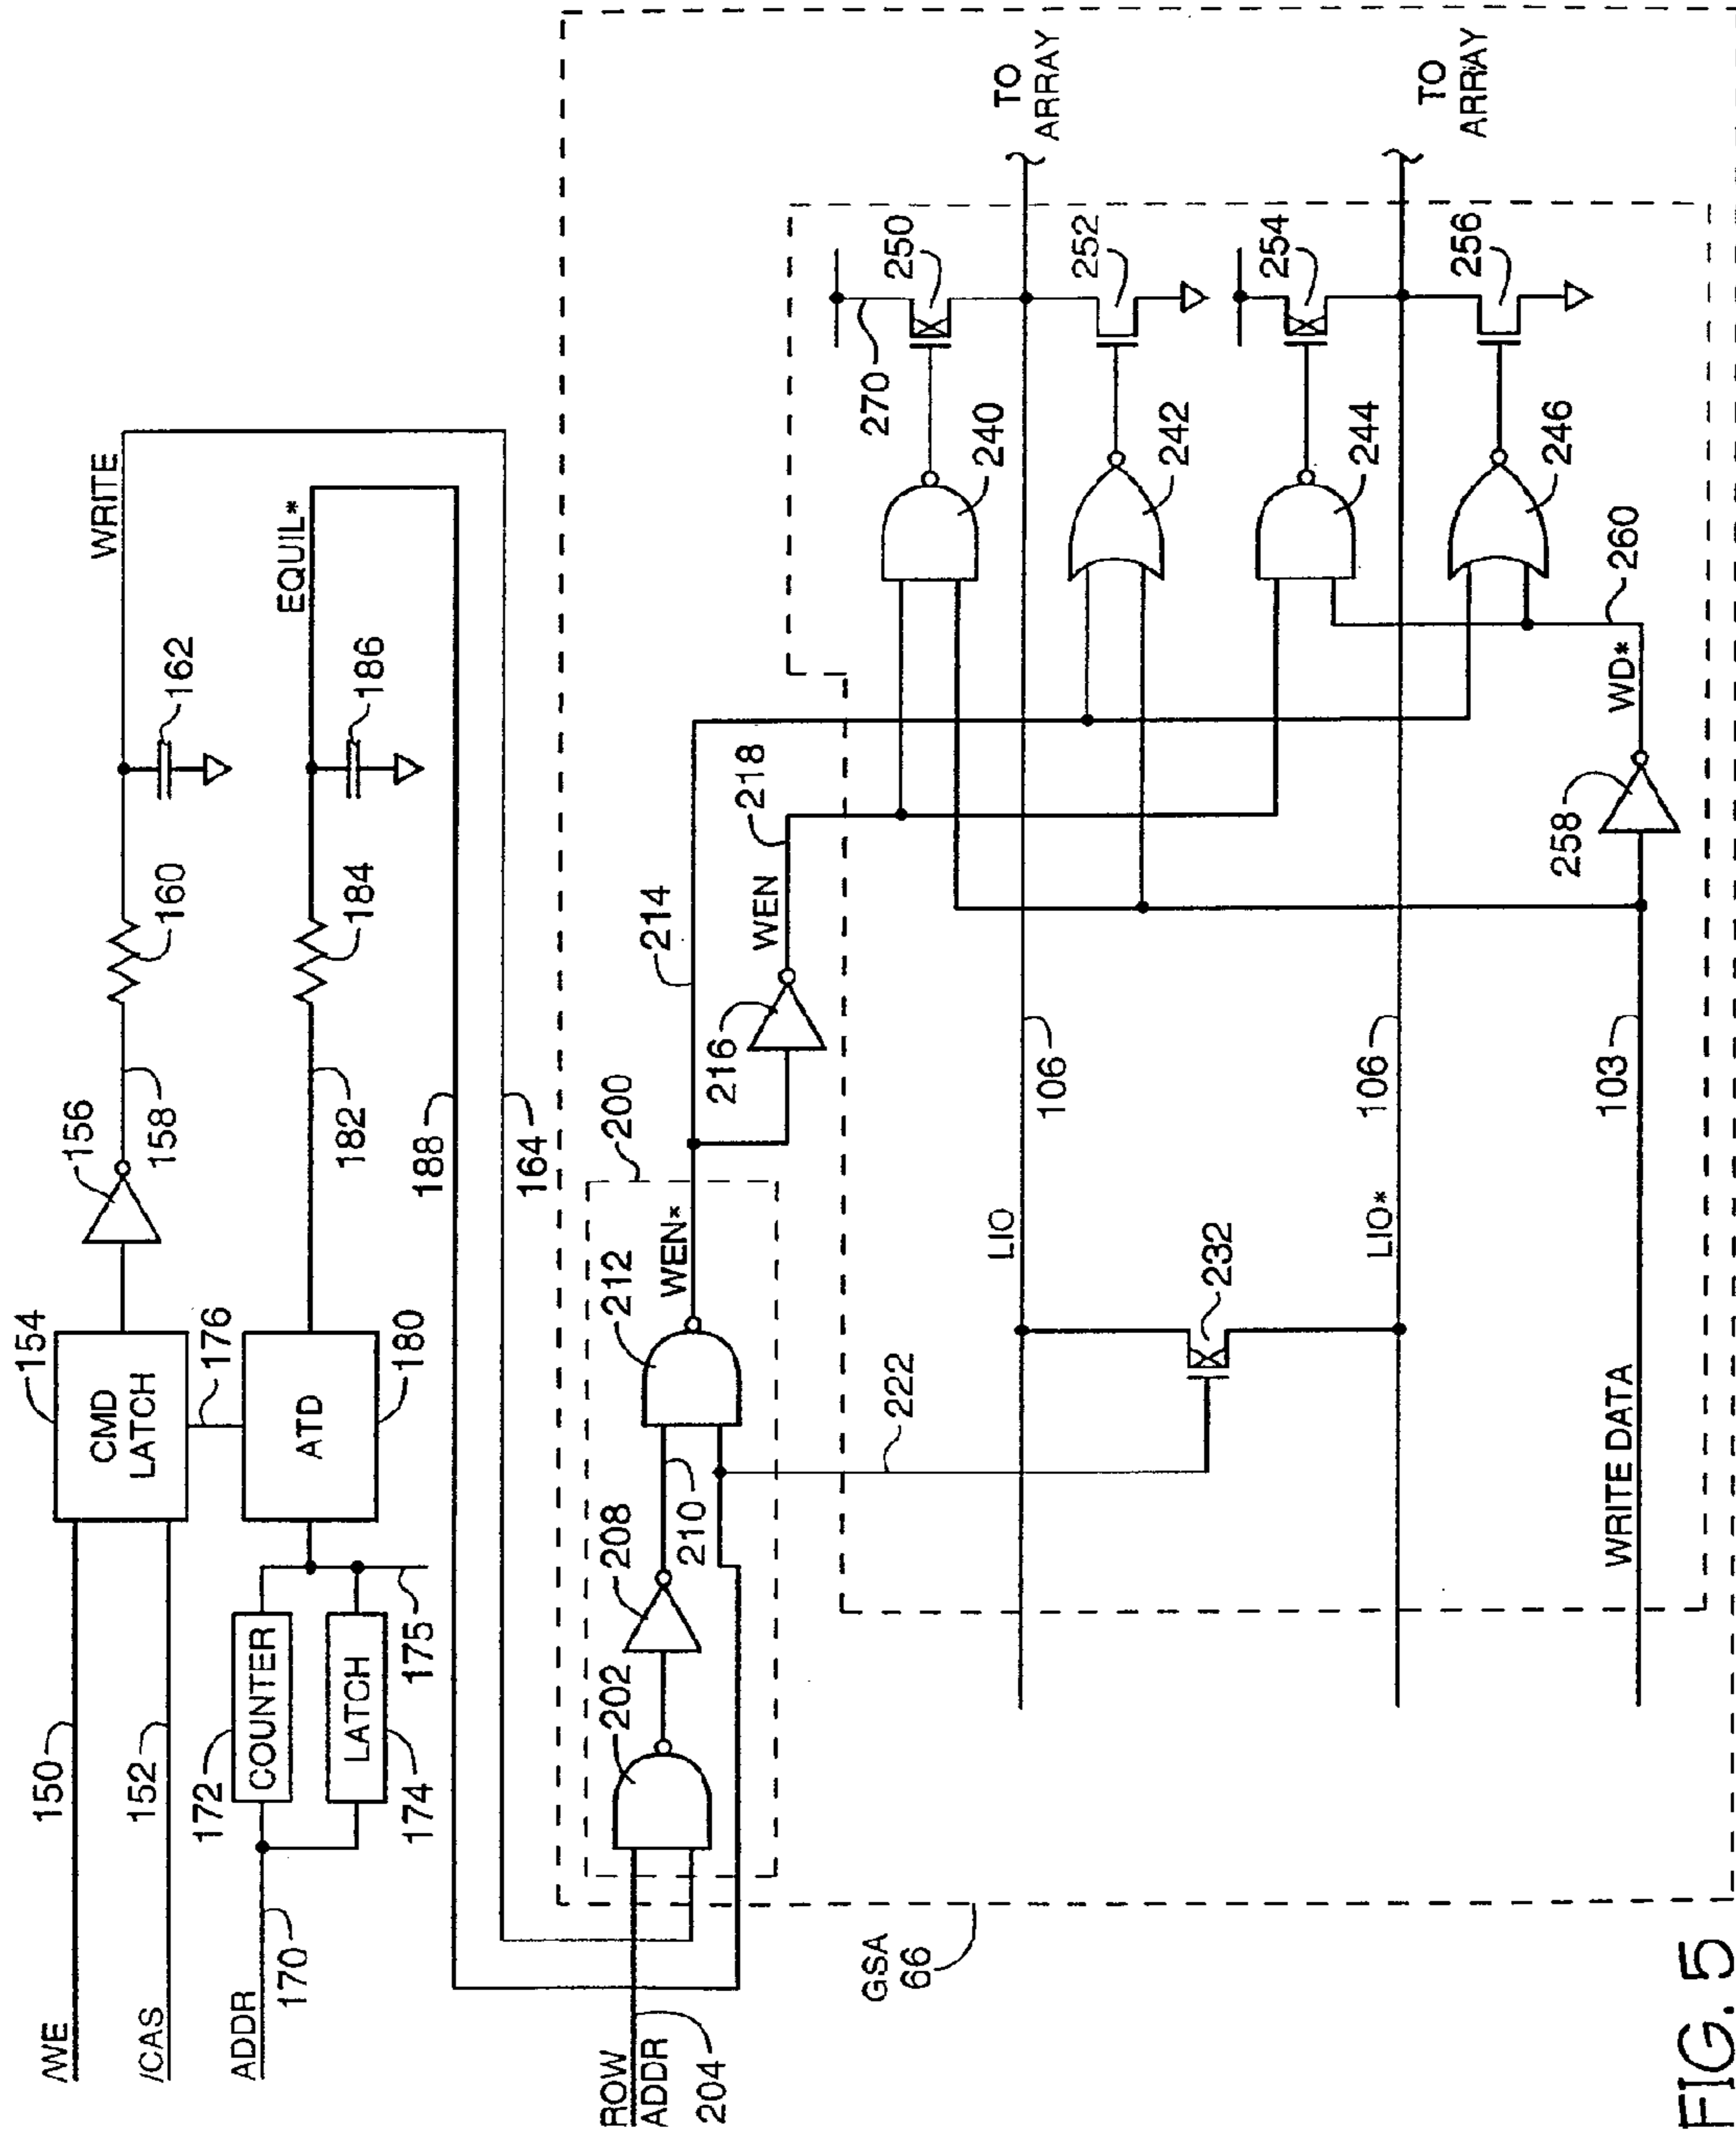 /WE
150
/CAS
152
ADDR
170
172
COUNTER
LATCH
174
175
154
CMD
LATCH
176
ATD
180
156
158
160
162
WRITE
182
184
186
EQUIL*
188
164
ROW
ADDR
204
GSA
66
200
202
208
210
212
WEN*
214
216
WEN
218
222
LIO
106
232
LIO*
106
WRITE DATA
103
258
WD*
260
240
242
244
246
270
250
252
254
256
TO
ARRAY
TO
ARRAY
FIG. 5